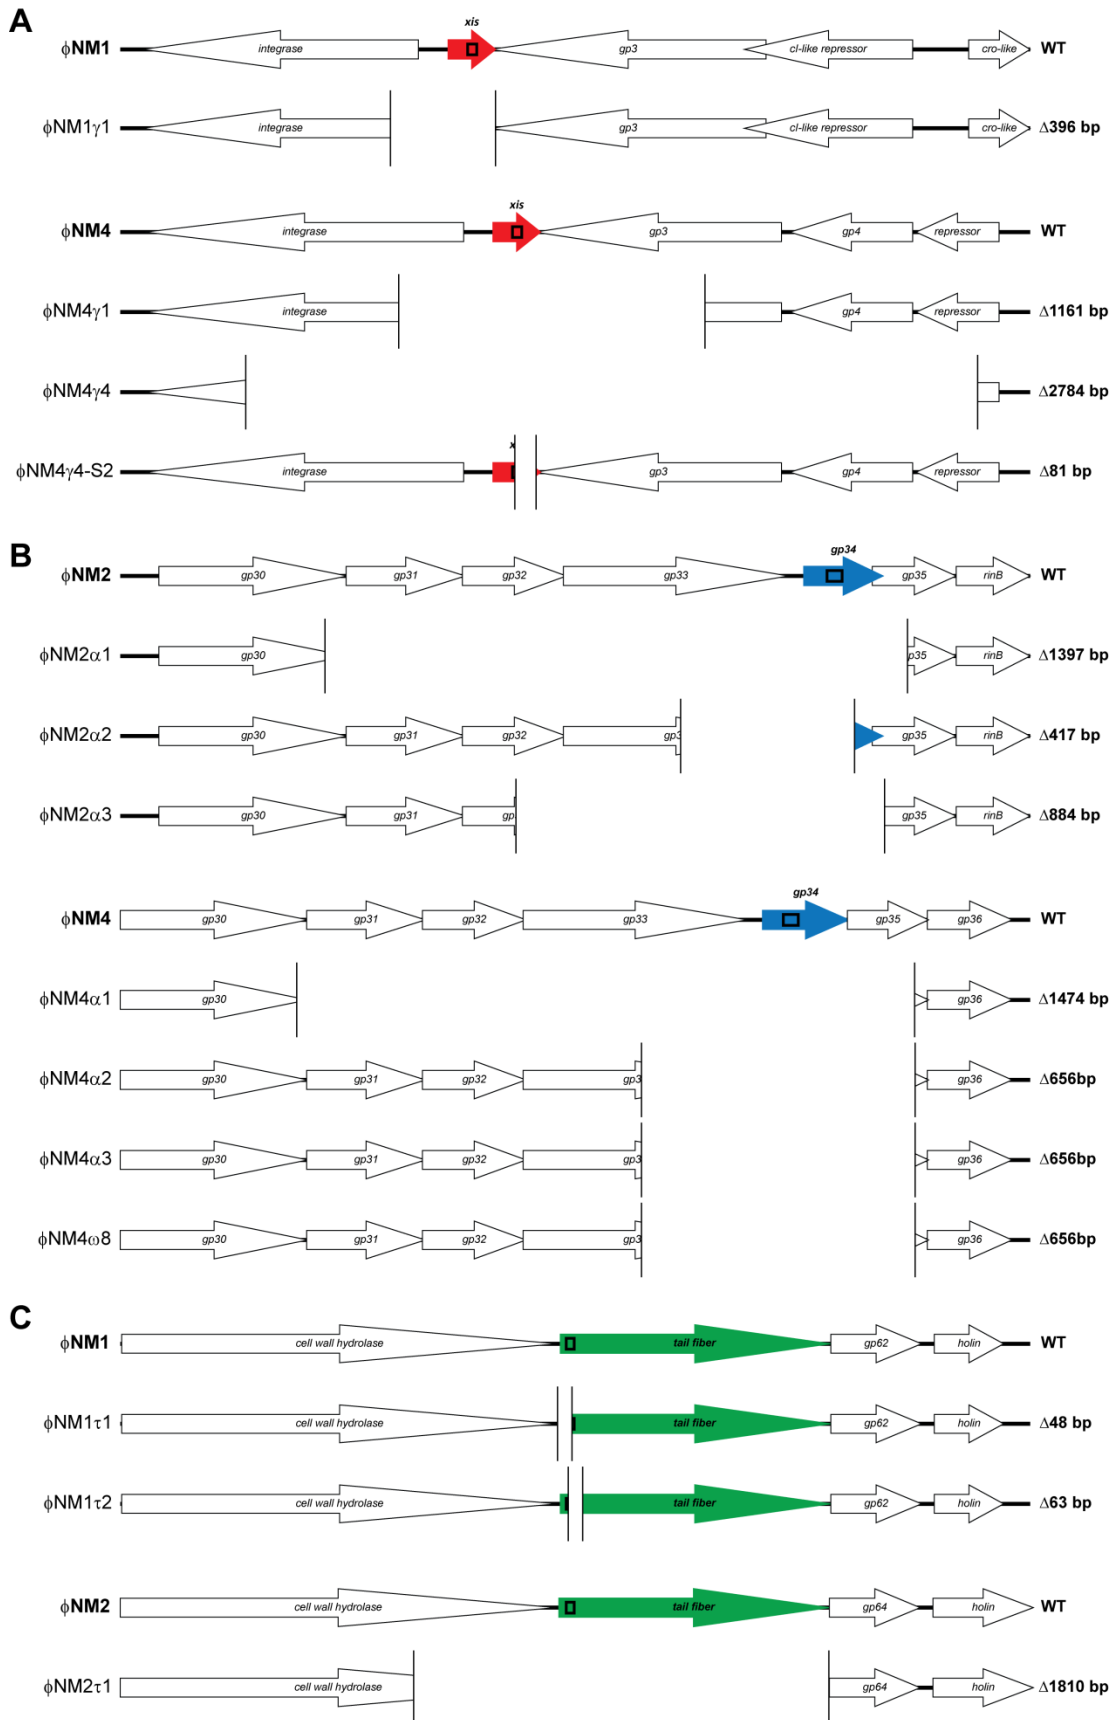 A
xis
ϕNM1 integrase gp3 cI-like repressor cro-like WT
ϕNM1γ1 integrase gp3 cI-like repressor cro-like Δ396 bp
xis
ϕNM4 integrase gp3 gp4 repressor WT
ϕNM4γ1 integrase gp4 repressor Δ1161 bp
ϕNM4γ4 Δ2784 bp
x
ϕNM4γ4-S2 integrase gp3 gp4 repressor Δ81 bp
B
gp34
ϕNM2 gp30 gp31 gp32 gp33 gp35 rinB WT
ϕNM2α1 gp30 p35 rinB Δ1397 bp
ϕNM2α2 gp30 gp31 gp32 gp3 gp35 rinB Δ417 bp
ϕNM2α3 gp30 gp31 gp gp35 rinB Δ884 bp
gp34
ϕNM4 gp30 gp31 gp32 gp33 gp35 gp36 WT
ϕNM4α1 gp30 gp36 Δ1474 bp
ϕNM4α2 gp30 gp31 gp32 gp3 gp36 Δ656bp
ϕNM4α3 gp30 gp31 gp32 gp3 gp36 Δ656bp
ϕNM4ω8 gp30 gp31 gp32 gp3 gp36 Δ656bp
C
ϕNM1 cell wall hydrolase tail fiber gp62 holin WT
ϕNM1τ1 cell wall hydrolase tail fiber gp62 holin Δ48 bp
ϕNM1τ2 cell wall hydrolase tail fiber gp62 holin Δ63 bp
ϕNM2 cell wall hydrolase tail fiber gp64 holin WT
ϕNM2τ1 cell wall hydrolase gp64 holin Δ1810 bp